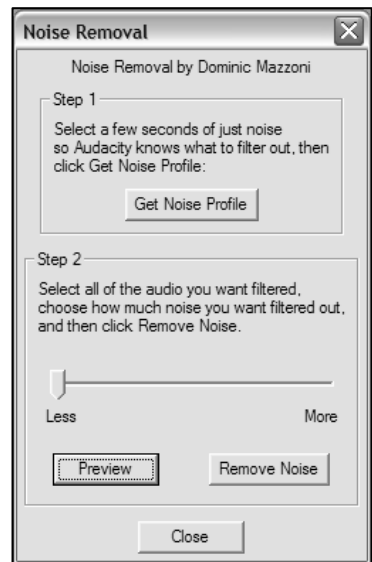 Noise Removal
Noise Removal by Dominic Mazzoni
Step 1
Select a few seconds of just noise
so Audacity knows what to filter out, then
click Get Noise Profile:
Get Noise Profile
Step 2
Select all of the audio you want filtered,
choose how much noise you want filtered out,
and then click Remove Noise.
Less More
Preview Remove Noise
Close